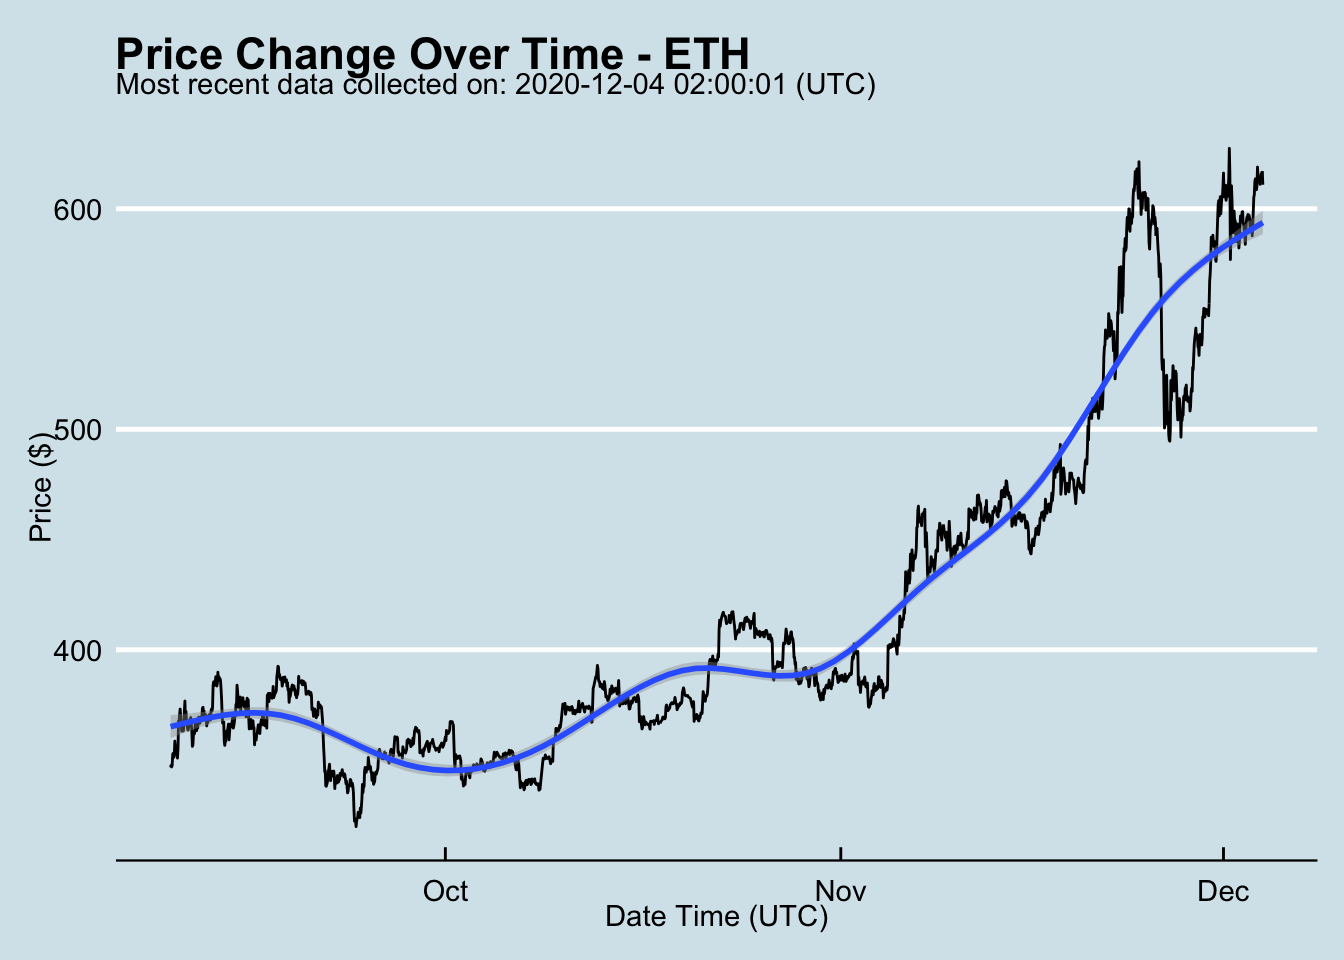 Price Change Over Time - ETH
Most recent data collected on: 2020-12-04 02:00:01 (UTC)
600
500
400
Price ($)
Oct
Nov
Dec
Date Time (UTC)